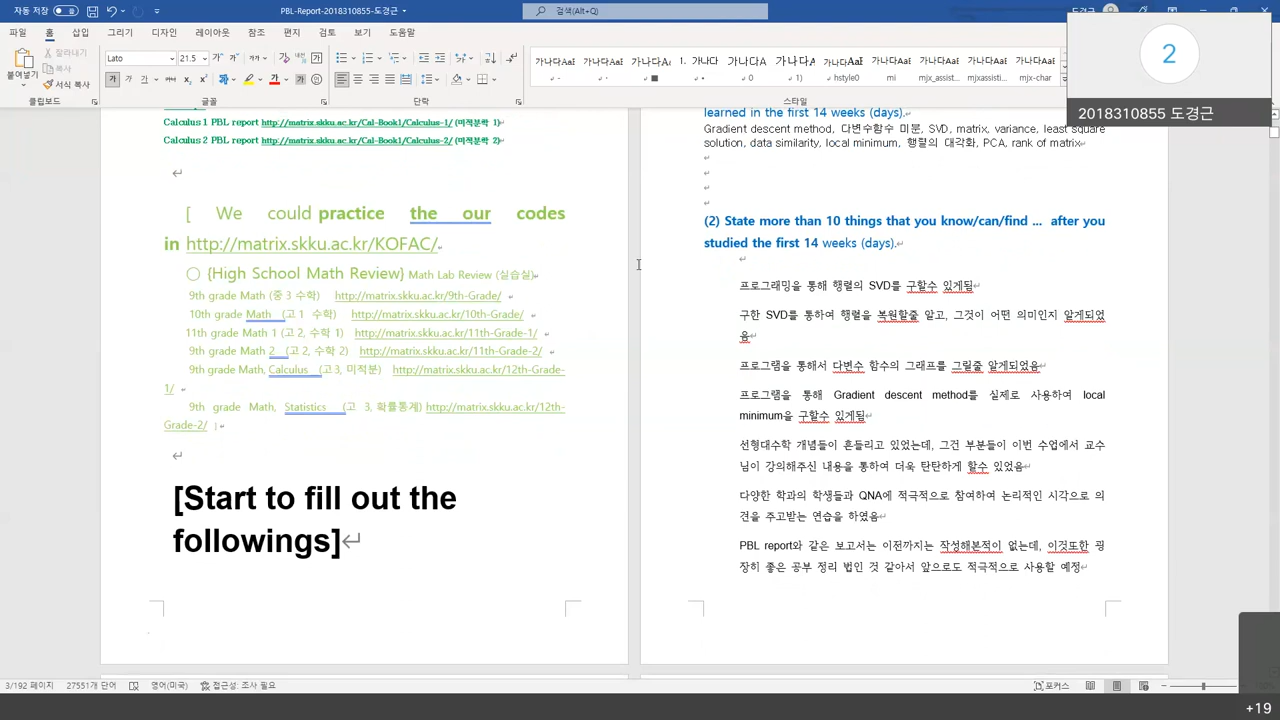 자동 저장
PBL-Report-2018310855-도경근
검색(Alt+Q)
도경근
파일 홈 삽입 그리기 디자인 레이아웃 참조 편지 검토 보기 도움말
붙여넣기
잘라내기
복사
서식 복사
Lato 21.5
클립보드 글꼴 단락 스타일
hstyle0 mi mjx_assist... mjxassisti... mjx-char
2
2018310855 도경근
Calculus 1 PBL report http://matrix.skku.ac.kr/Cal-Book1/Calculus-1/ (미적분학 1)
Calculus 2 PBL report http://matrix.skku.ac.kr/Cal-Book1/Calculus-2/ (미적분학 2)
[ We could practice the our codes
in http://matrix.skku.ac.kr/KOFAC/
○ {High School Math Review} Math Lab Review (실습실)
9th grade Math (중 3 수학) http://matrix.skku.ac.kr/9th-Grade/
10th grade Math (고 1 수학) http://matrix.skku.ac.kr/10th-Grade/
11th grade Math 1 (고 2, 수학 1) http://matrix.skku.ac.kr/11th-Grade-1/
9th grade Math 2 (고 2, 수학 2) http://matrix.skku.ac.kr/11th-Grade-2/
9th grade Math, Calculus (고 3, 미적분) http://matrix.skku.ac.kr/12th-Grade-
1/
9th grade Math, Statistics (고 3, 확률통계) http://matrix.skku.ac.kr/12th-
Grade-2/ ]
[Start to fill out the
followings]
learned in the first 14 weeks (days).
Gradient descent method, 다변수함수 미분, SVD, matrix, variance, least square
solution, data similarity, local minimum, 행렬의 대각화, PCA, rank of matrix
(2) State more than 10 things that you know/can/find ... after you
studied the first 14 weeks (days).
프로그래밍을 통해 행렬의 SVD를 구할수 있게됨
구한 SVD를 통하여 행렬을 복원할줄 알고, 그것이 어떤 의미인지 알게되었
음
프로그램을 통해서 다변수 함수의 그래프를 그릴줄 알게되었음
프로그램을 통해 Gradient descent method를 실제로 사용하여 local
minimum을 구할수 있게됨
선형대수학 개념들이 흔들리고 있었는데, 그건 부분들이 이번 수업에서 교수
님이 강의해주신 내용을 통하여 더욱 탄탄하게 할수 있었음
다양한 학과의 학생들과 QNA에 적극적으로 참여하여 논리적인 시각으로 의
견을 주고받는 연습을 하였음
PBL report와 같은 보고서는 이전까지는 작성해본적이 없는데, 이것또한 굉
장히 좋은 공부 정리 법인 것 같아서 앞으로도 적극적으로 사용할 예정
3/192 페이지 27551개 단어 영어(미국) 접근성: 조사 필요
포커스
+19